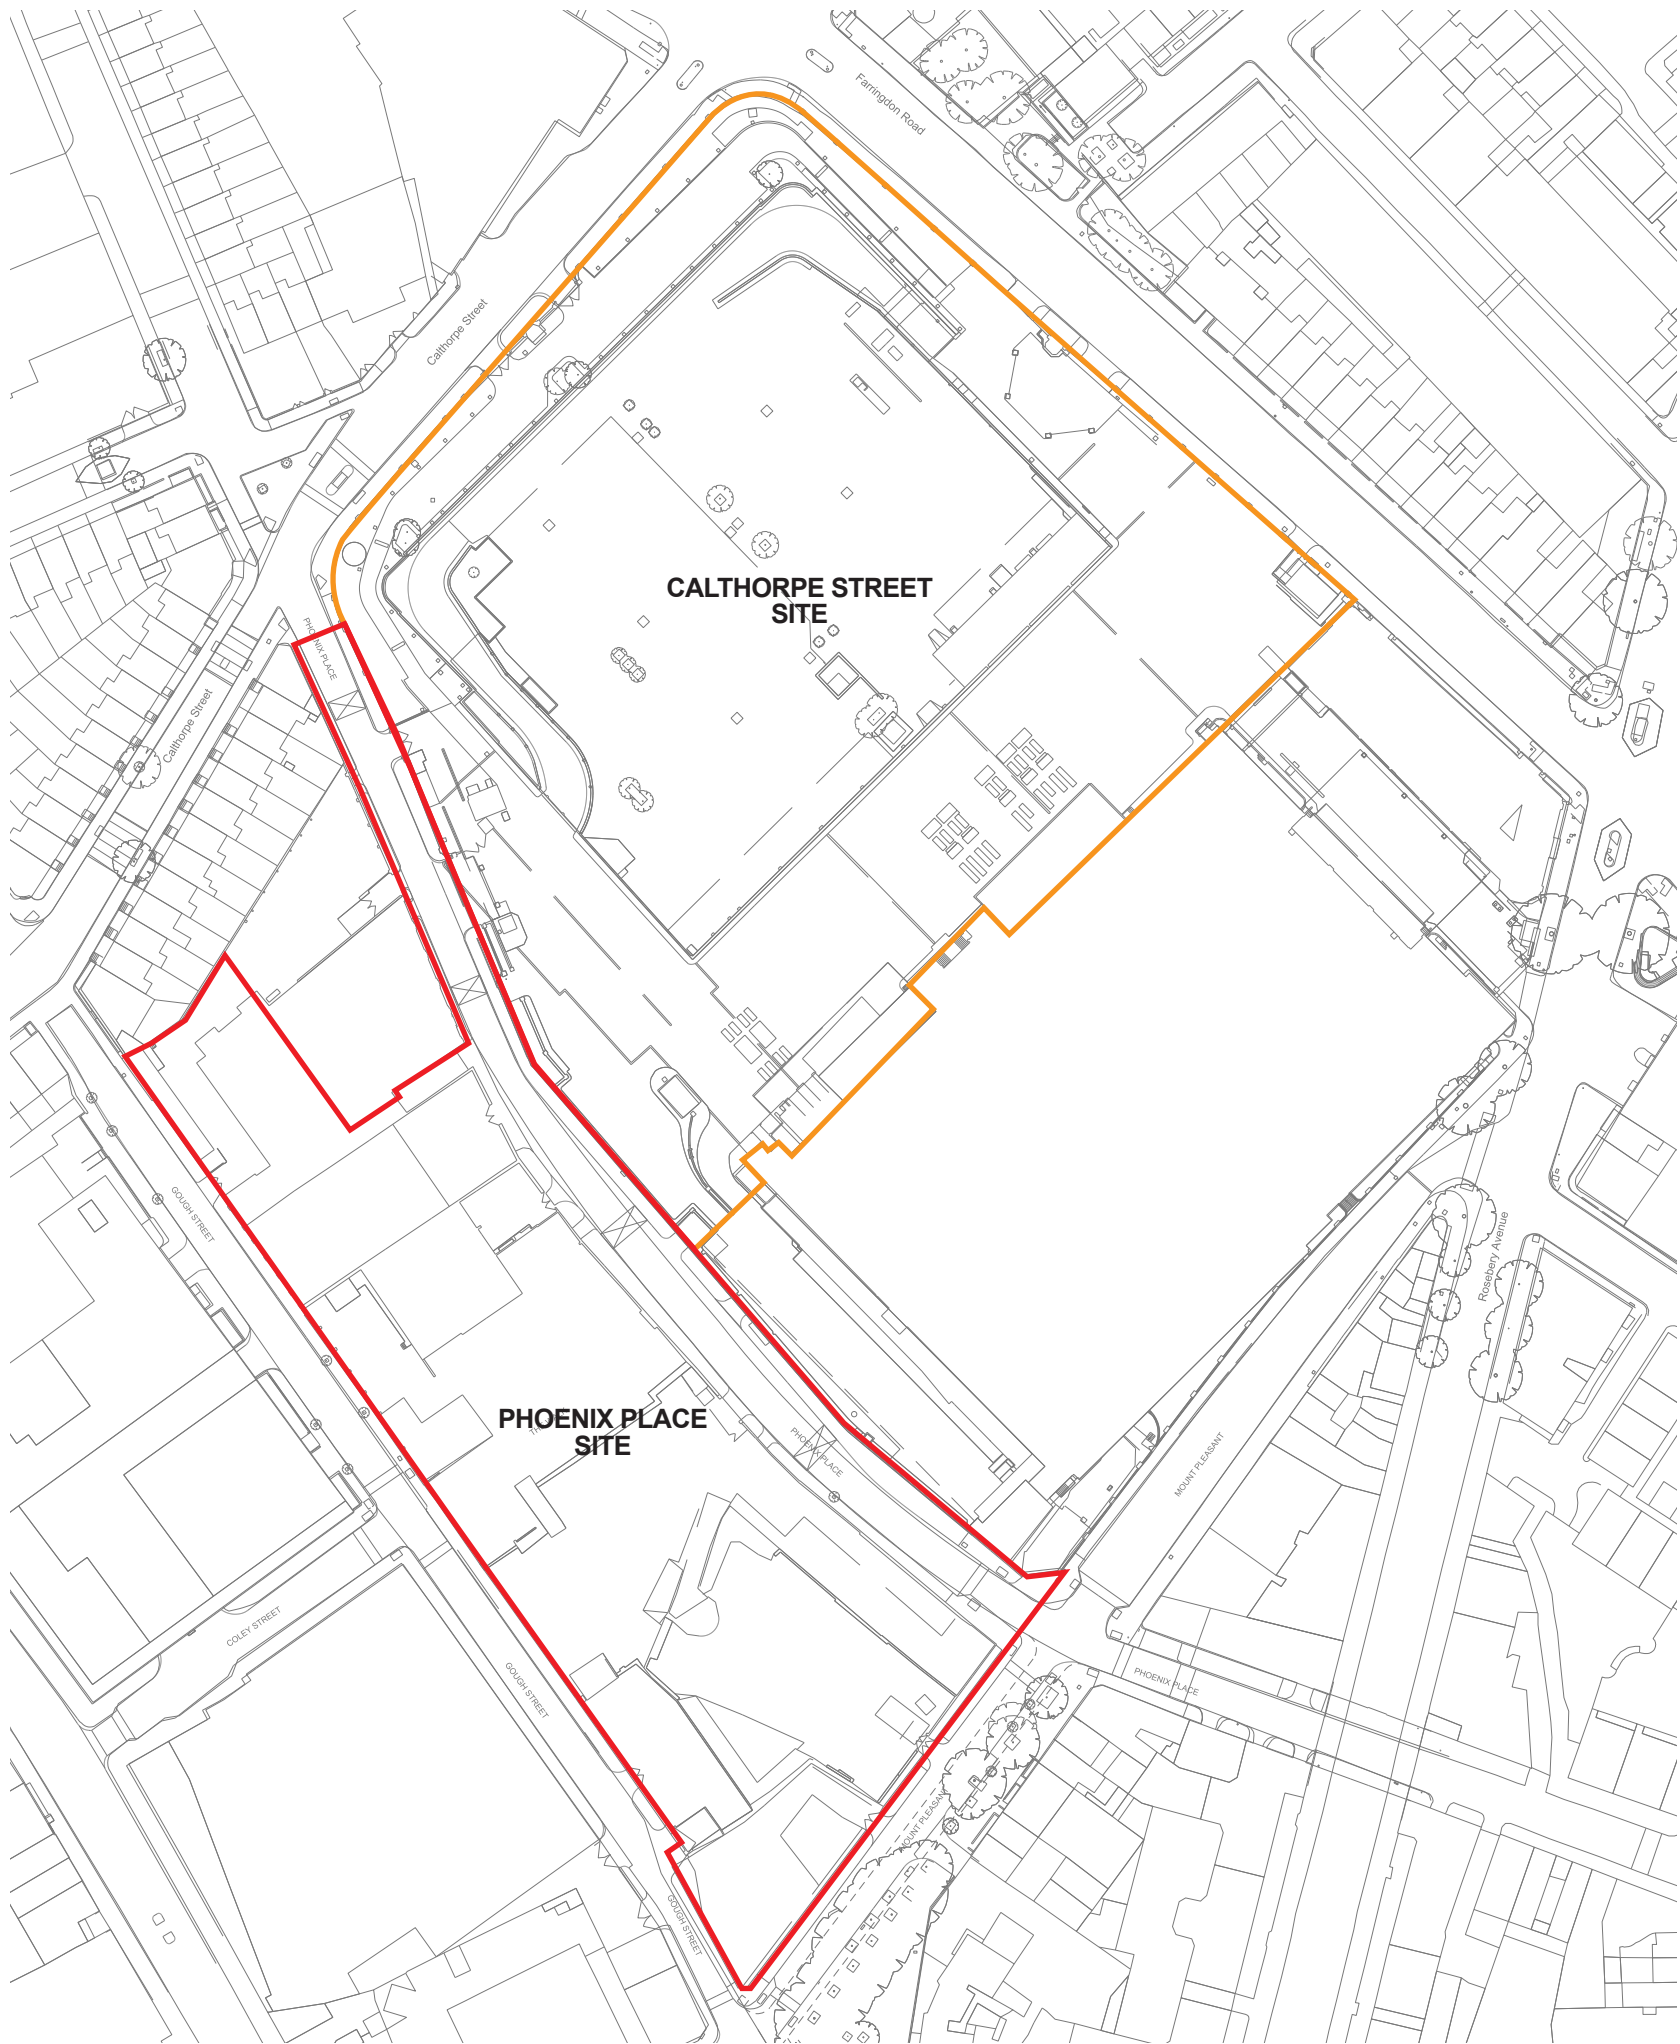 Farringdon Road
Calthorpe Street
CALTHORPE STREET
SITE
PHOENIX PLACE
Calthorpe Street
GOUGH STREET
Rosebery Avenue
PHOENIX PLACE
SITE
PHOENIX PLACE
MOUNT PLEASANT
COLEY STREET
GOUGH STREET
PHOENIX PLACE
MOUNT PLEASANT
GOUGH STREET